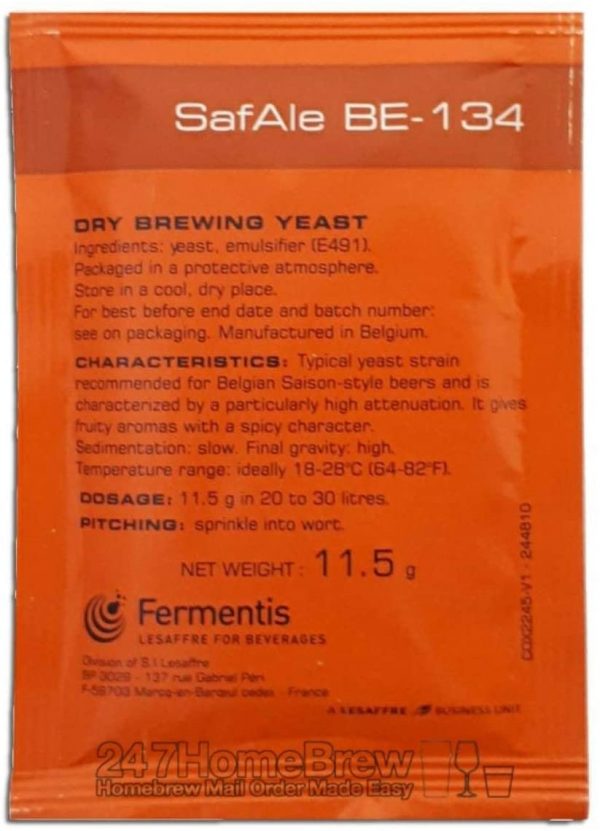 SafAle BE-134
DRY BREWING YEAST
Ingredients: yeast, emulsifier (E491).
Packaged in a protective atmosphere.
Store in a cool, dry place.
For best before end date and batch number:
see on packaging. Manufactured in Belgium.
CHARACTERISTICS: Typical yeast strain
recommended for Belgian Saison-style beers and is
characterized by a particularly high attenuation. It gives
fruity aromas with a spicy character.
Sedimentation: slow. Final gravity: high.
Temperature range: ideally 18-28°C (64-82°F).
DOSAGE: 11.5 g in 20 to 30 litres.
PITCHING: sprinkle into wort.
NET WEIGHT: 11.5 g
COX2245-V1 - 244810
Fermentis
LESAFFRE FOR BEVERAGES
Division of S.I. Lesaffre
BP 3029 - 137 rue Gabriel Péri
F-59703 Marcq-en-Barœul cedex - France
A LESAFFRE BUSINESS UNIT
247HomeBrew
Homebrew Mail Order Made Easy